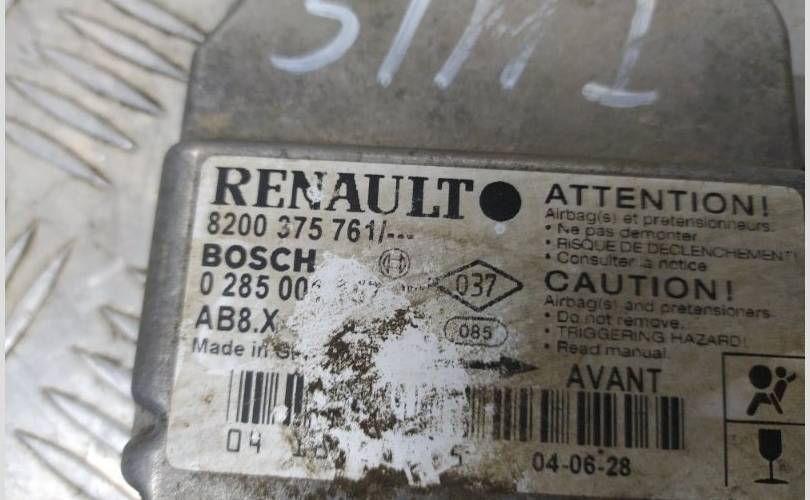 RENAULT
8200 375 761/---
BOSCH
0 285 00
AB8.X
Made in
037
085
ATTENTION!
Airbag(s) et pretensionneurs.
• Ne pas demonter
• RISQUE DE DECLENCHEMENT!
• Consulter la notice
CAUTION!
Airbag(s) and pretensioners
• Do not remove.
• TRIGGERING HAZARD!
• Read manual.
AVANT
04
04-06-28